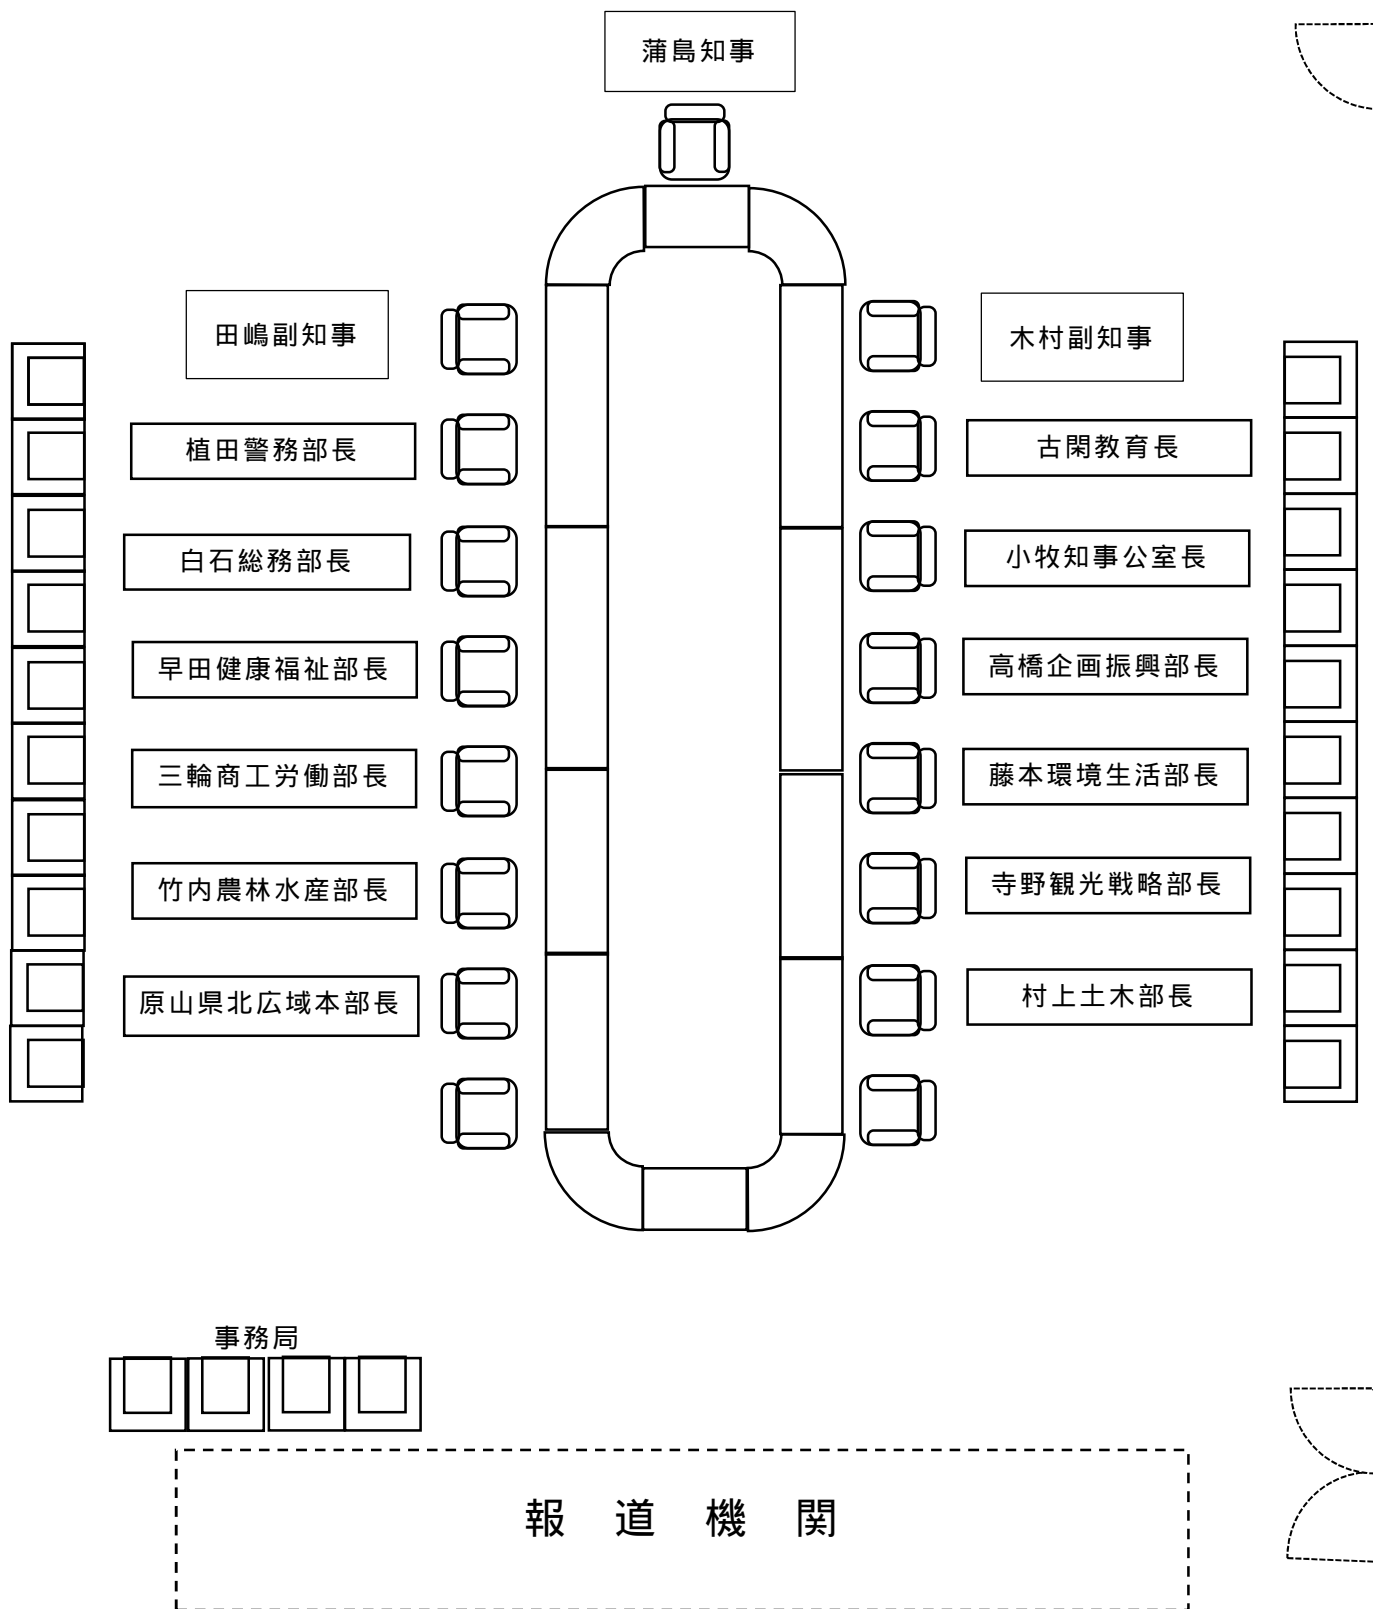 蒲島知事
田嶋副知事
木村副知事
植田警務部長
古閑教育長
白石総務部長
小牧知事公室長
早田健康福祉部長
高橋企画振興部長
三輪商工労働部長
藤本環境生活部長
竹内農林水産部長
寺野観光戦略部長
原山県北広域本部長
村上土木部長
事務局
報道機関